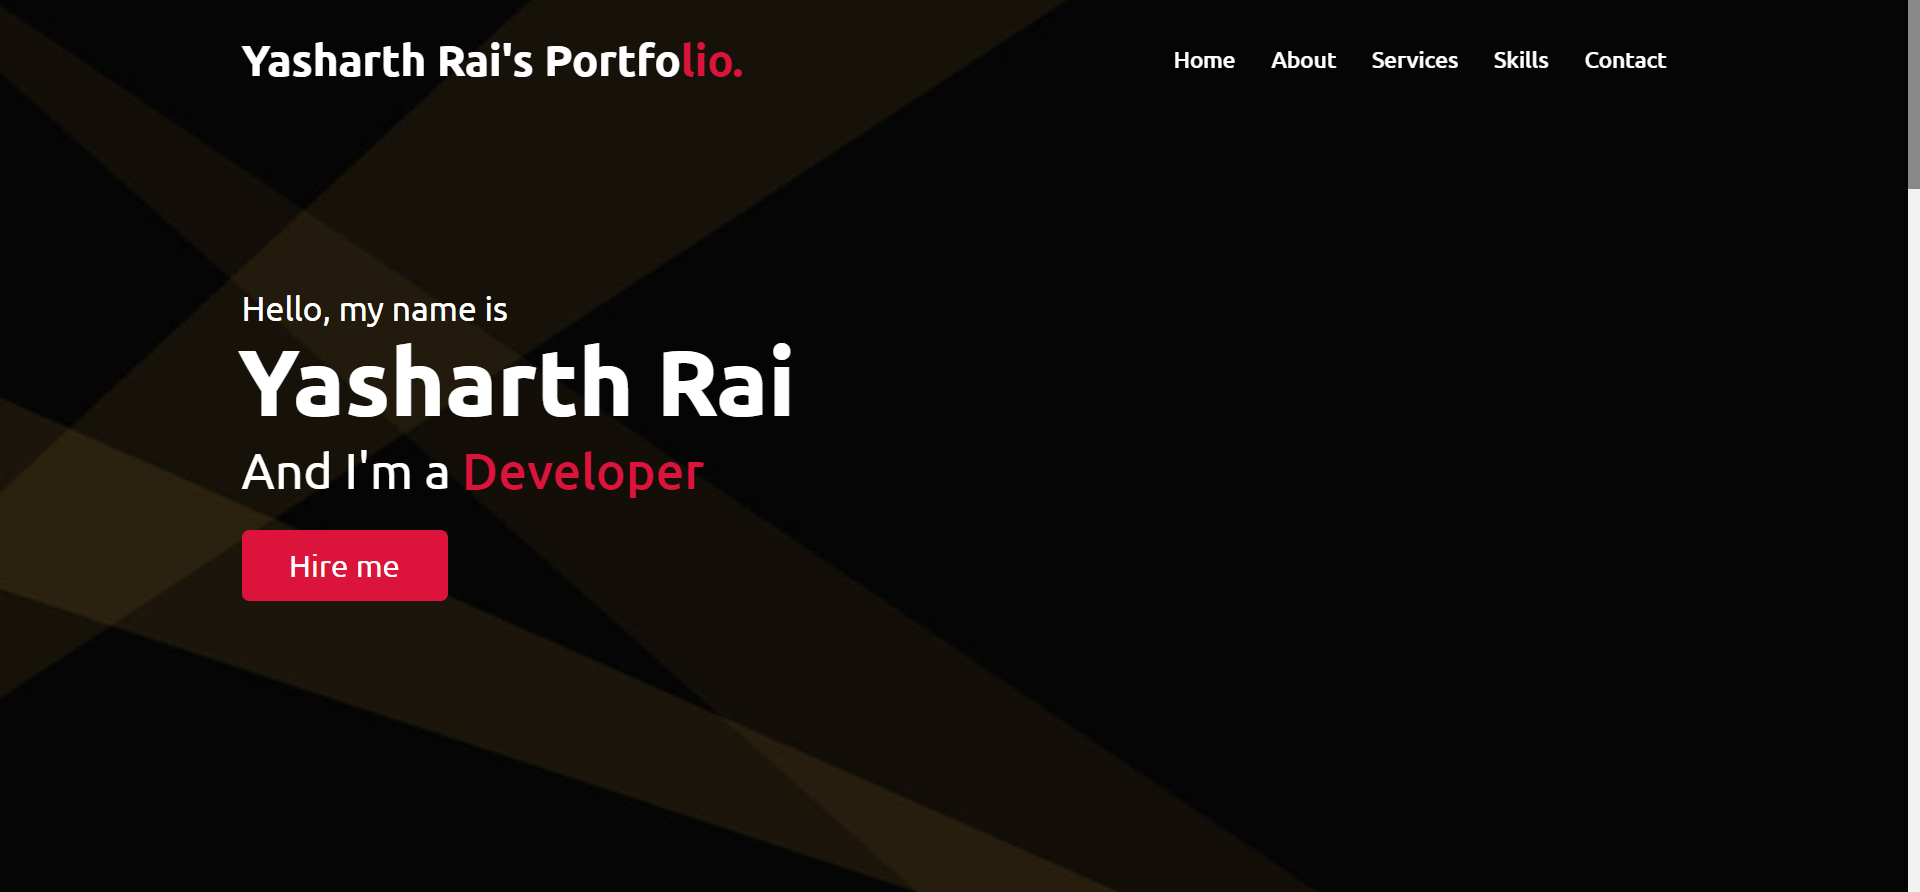 Yasharth Rai's Portfolio.
Home About Services Skills Contact
Hello, my name is
Yasharth Rai
And I'm a Developer
Hire me